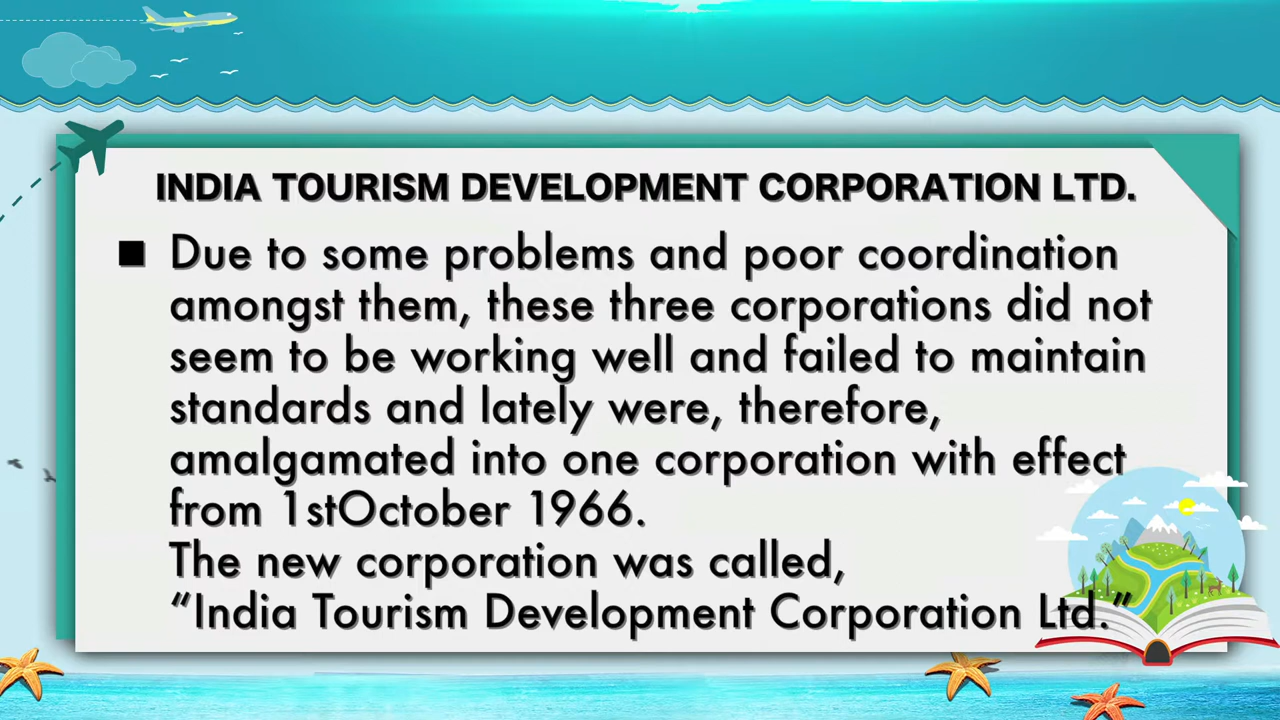 INDIA TOURISM DEVELOPMENT CORPORATION LTD.
■ Due to some problems and poor coordination
amongst them, these three corporations did not
seem to be working well and failed to maintain
standards and lately were, therefore,
amalgamated into one corporation with effect
from 1stOctober 1966.
The new corporation was called,
“India Tourism Development Corporation Ltd.”